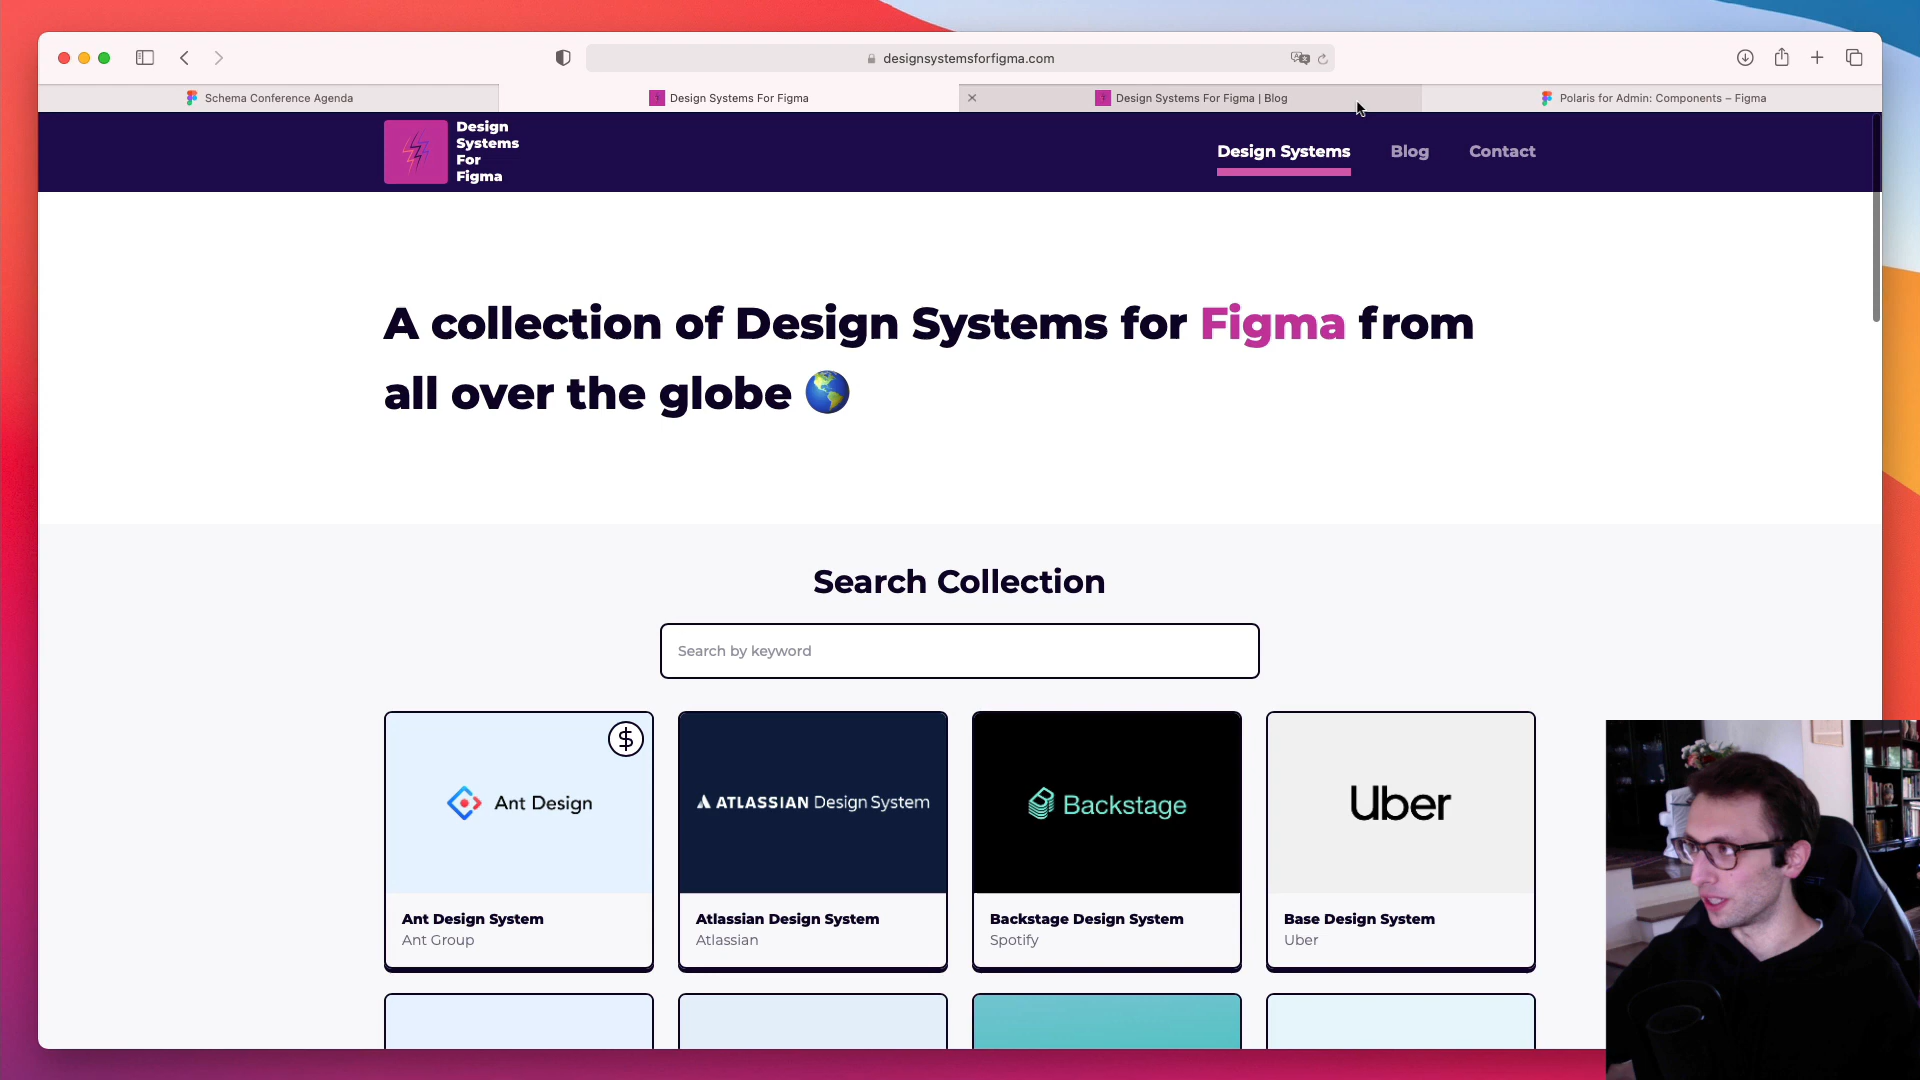 designsystemsforfigma.com
Schema Conference Agenda
Design Systems For Figma
Design Systems For Figma | Blog
Polaris for Admin: Components – Figma
Design
Systems
For
Figma
Design Systems
Blog
Contact
A collection of Design Systems for Figma from
all over the globe
Search Collection
Search by keyword
$
Ant Design
ATLASSIAN Design System
Backstage
Uber
Ant Design System
Ant Group
Atlassian Design System
Atlassian
Backstage Design System
Spotify
Base Design System
Uber